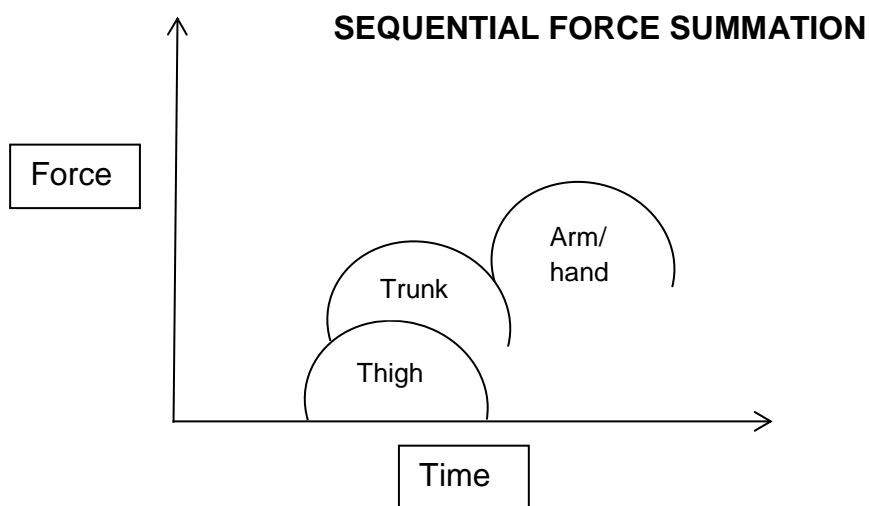 SEQUENTIAL FORCE SUMMATION
Force
Arm/
hand
Trunk
Thigh
Time